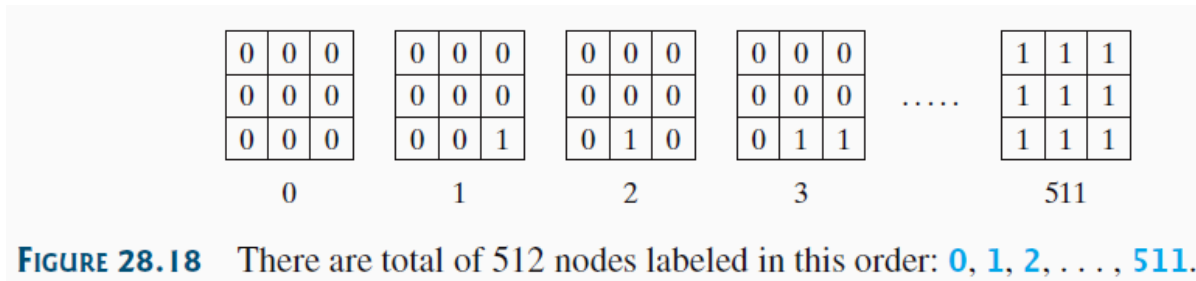 0 0 0 0 0 0 0 0 0 0 0 0 1 1 1
0 0 0 0 0 0 0 0 0 0 0 0 ..... 1 1 1
0 0 0 0 0 1 0 1 0 0 1 1 1 1 1
0 1 2 3 511
FIGURE 28.18 There are total of 512 nodes labeled in this order: 0, 1, 2, . . . , 511.